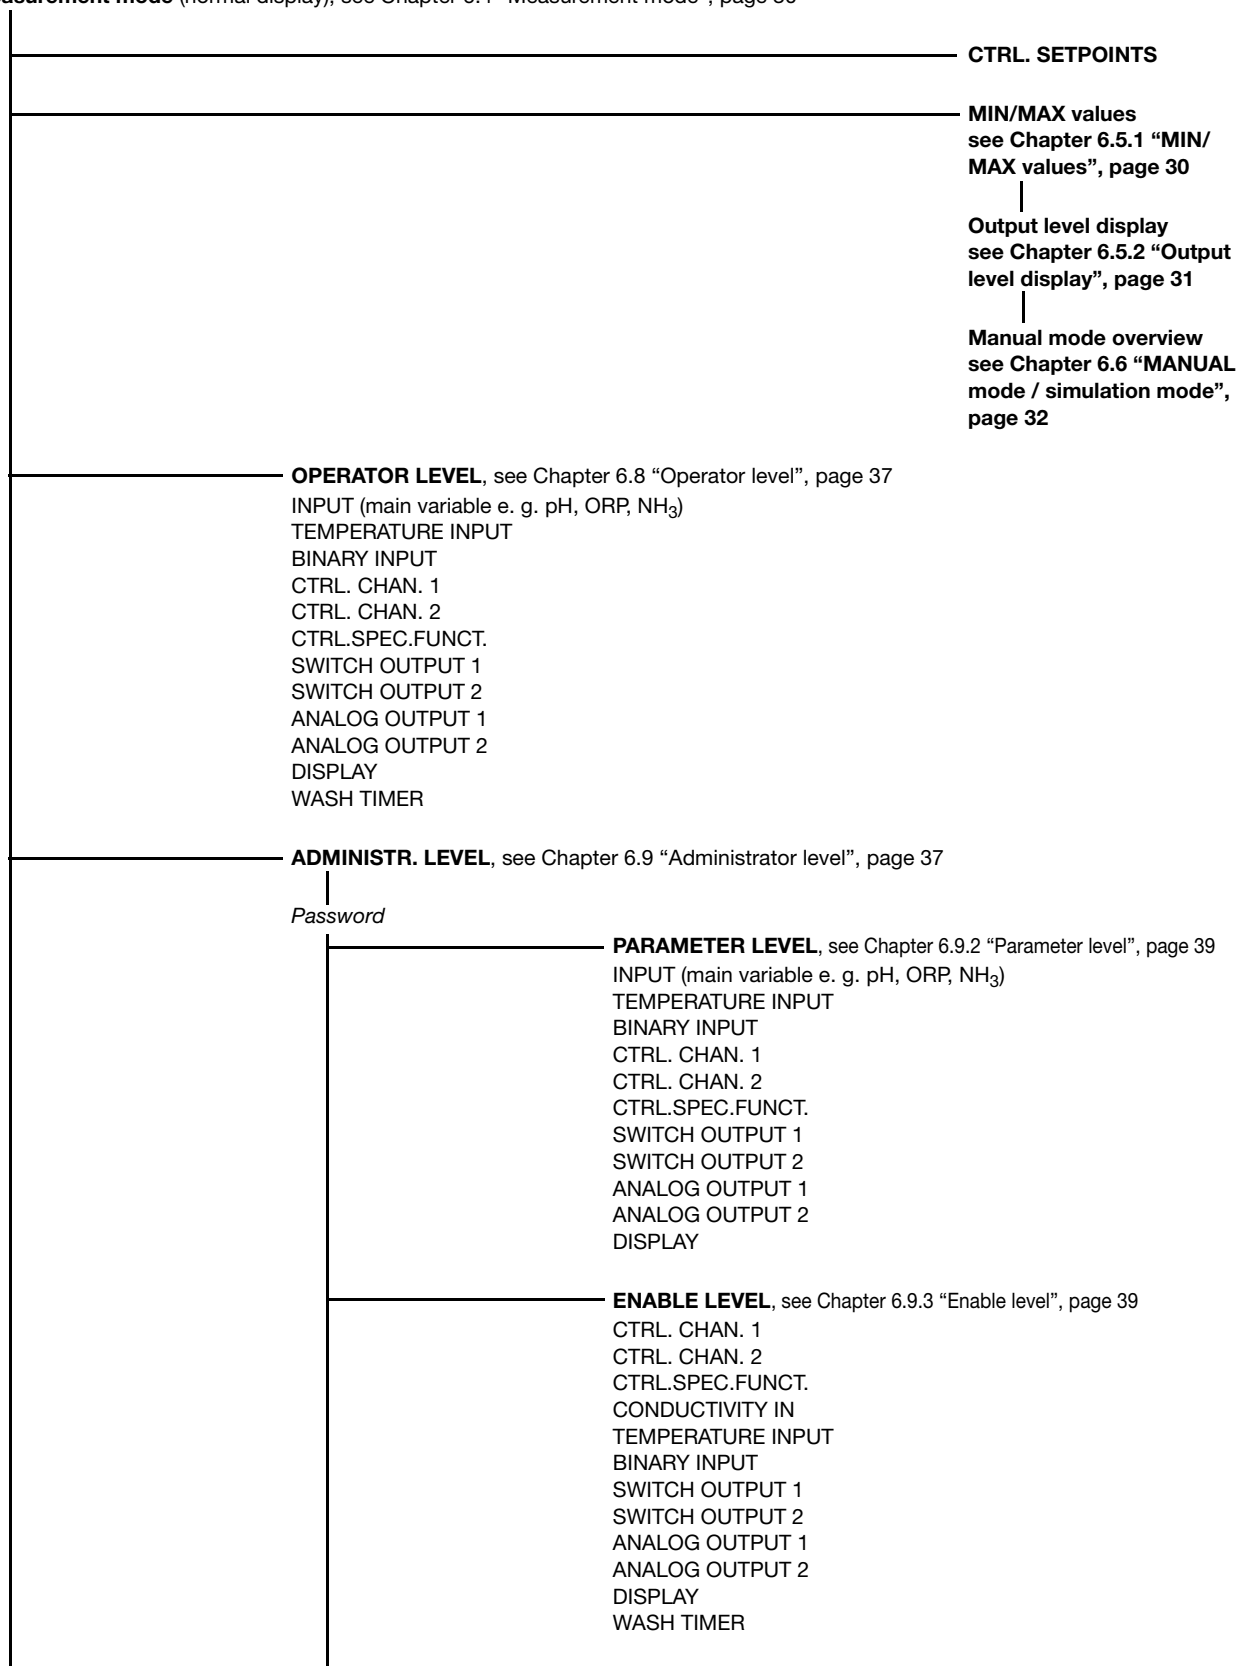 (normal display), see Chapter "Measurement mode", page
CTRL. SETPOINTS
MIN/MAX values
see Chapter 6.5.1 “MIN/
MAX values”, page 30
Output level display
see Chapter 6.5.2 “Output
level display”, page 31
Manual mode overview
see Chapter 6.6 “MANUAL
mode / simulation mode”,
page 32
OPERATOR LEVEL, see Chapter 6.8 “Operator level”, page 37
INPUT (main variable e. g. pH, ORP, NH3)
TEMPERATURE INPUT
BINARY INPUT
CTRL. CHAN. 1
CTRL. CHAN. 2
CTRL.SPEC.FUNCT.
SWITCH OUTPUT 1
SWITCH OUTPUT 2
ANALOG OUTPUT 1
ANALOG OUTPUT 2
DISPLAY
WASH TIMER
ADMINISTR. LEVEL, see Chapter 6.9 “Administrator level”, page 37
Password
PARAMETER LEVEL, see Chapter 6.9.2 “Parameter level”, page 39
INPUT (main variable e. g. pH, ORP, NH3)
TEMPERATURE INPUT
BINARY INPUT
CTRL. CHAN. 1
CTRL. CHAN. 2
CTRL.SPEC.FUNCT.
SWITCH OUTPUT 1
SWITCH OUTPUT 2
ANALOG OUTPUT 1
ANALOG OUTPUT 2
DISPLAY
ENABLE LEVEL, see Chapter 6.9.3 “Enable level”, page 39
CTRL. CHAN. 1
CTRL. CHAN. 2
CTRL.SPEC.FUNCT.
CONDUCTIVITY IN
TEMPERATURE INPUT
BINARY INPUT
SWITCH OUTPUT 1
SWITCH OUTPUT 2
ANALOG OUTPUT 1
ANALOG OUTPUT 2
DISPLAY
WASH TIMER